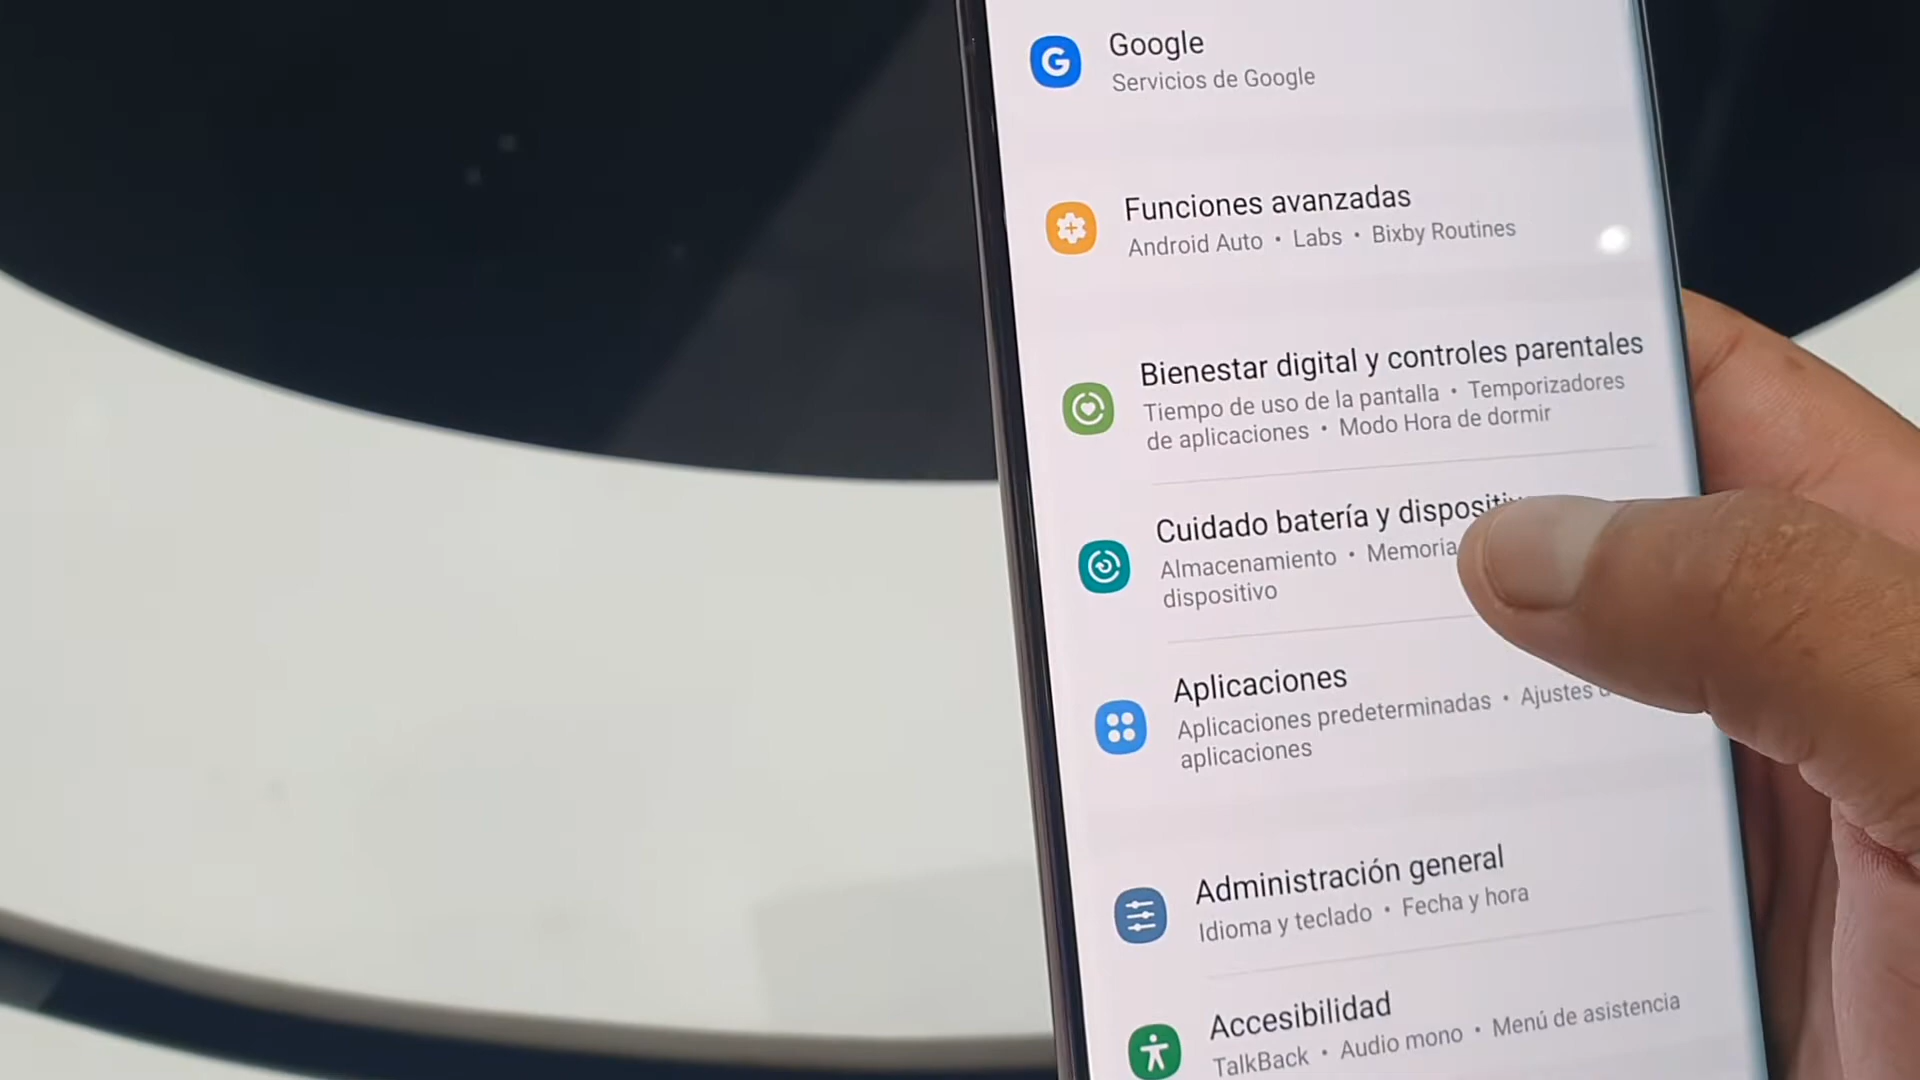 G
Google
Servicios de Google
Funciones avanzadas
Android Auto • Labs • Bixby Routines
Bienestar digital y controles parentales
Tiempo de uso de la pantalla • Temporizadores
de aplicaciones • Modo Hora de dormir
Cuidado batería y
Almacenamiento • Memoria
dispositivo
Aplicaciones
Aplicaciones predeterminadas • Ajustes
aplicaciones
Administración general
Idioma y teclado • Fecha y hora
Accesibilidad
TalkBack • Audio mono • Menú de asistencia